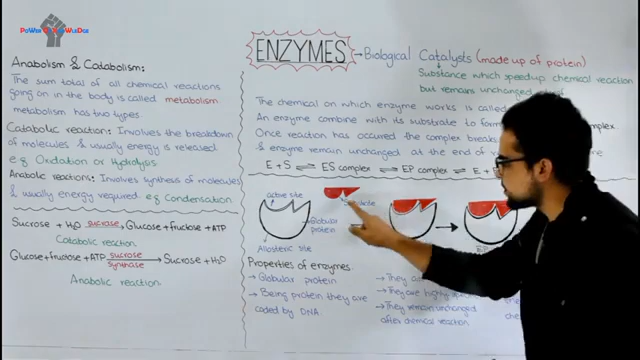 PoWer Of YouR WoRDs
Anabolism & Catabolism:
The sum total of all chemical reactions
going on in the body is called metabolism
metabolism has two types.
Catabolic reaction: Involves the breakdown
of molecules & usually energy is released
e.g Oxidation or Hydrolysis
Anabolic reaction: Involves synthesis of molecules
& usually energy required e.g Condensation.
Sucrose + H₂O sucrase Glucose + fructose + ATP
Catabolic reaction
Glucose + fructose + ATP sucrose synthase Sucrose + H₂O
Anabolic reaction
ENZYMES → Biological Catalysts (made up of protein)
Substance which speedup chemical reaction
but remains unchanged
The chemical on which enzyme works is called
An enzyme combine with its substrate to form complex.
Once reaction has occurred the complex breaks
& enzyme remain unchanged at the end of
E + S ⇌ ES complex ⇌ EP complex ⇌ E +
active site
Globular protein
Allosteric site
Properties of enzymes:
→ Globular protein
→ Being protein they are
coded by DNA.
→ They
→ They are highly
→ They remain unchanged
after chemical reaction